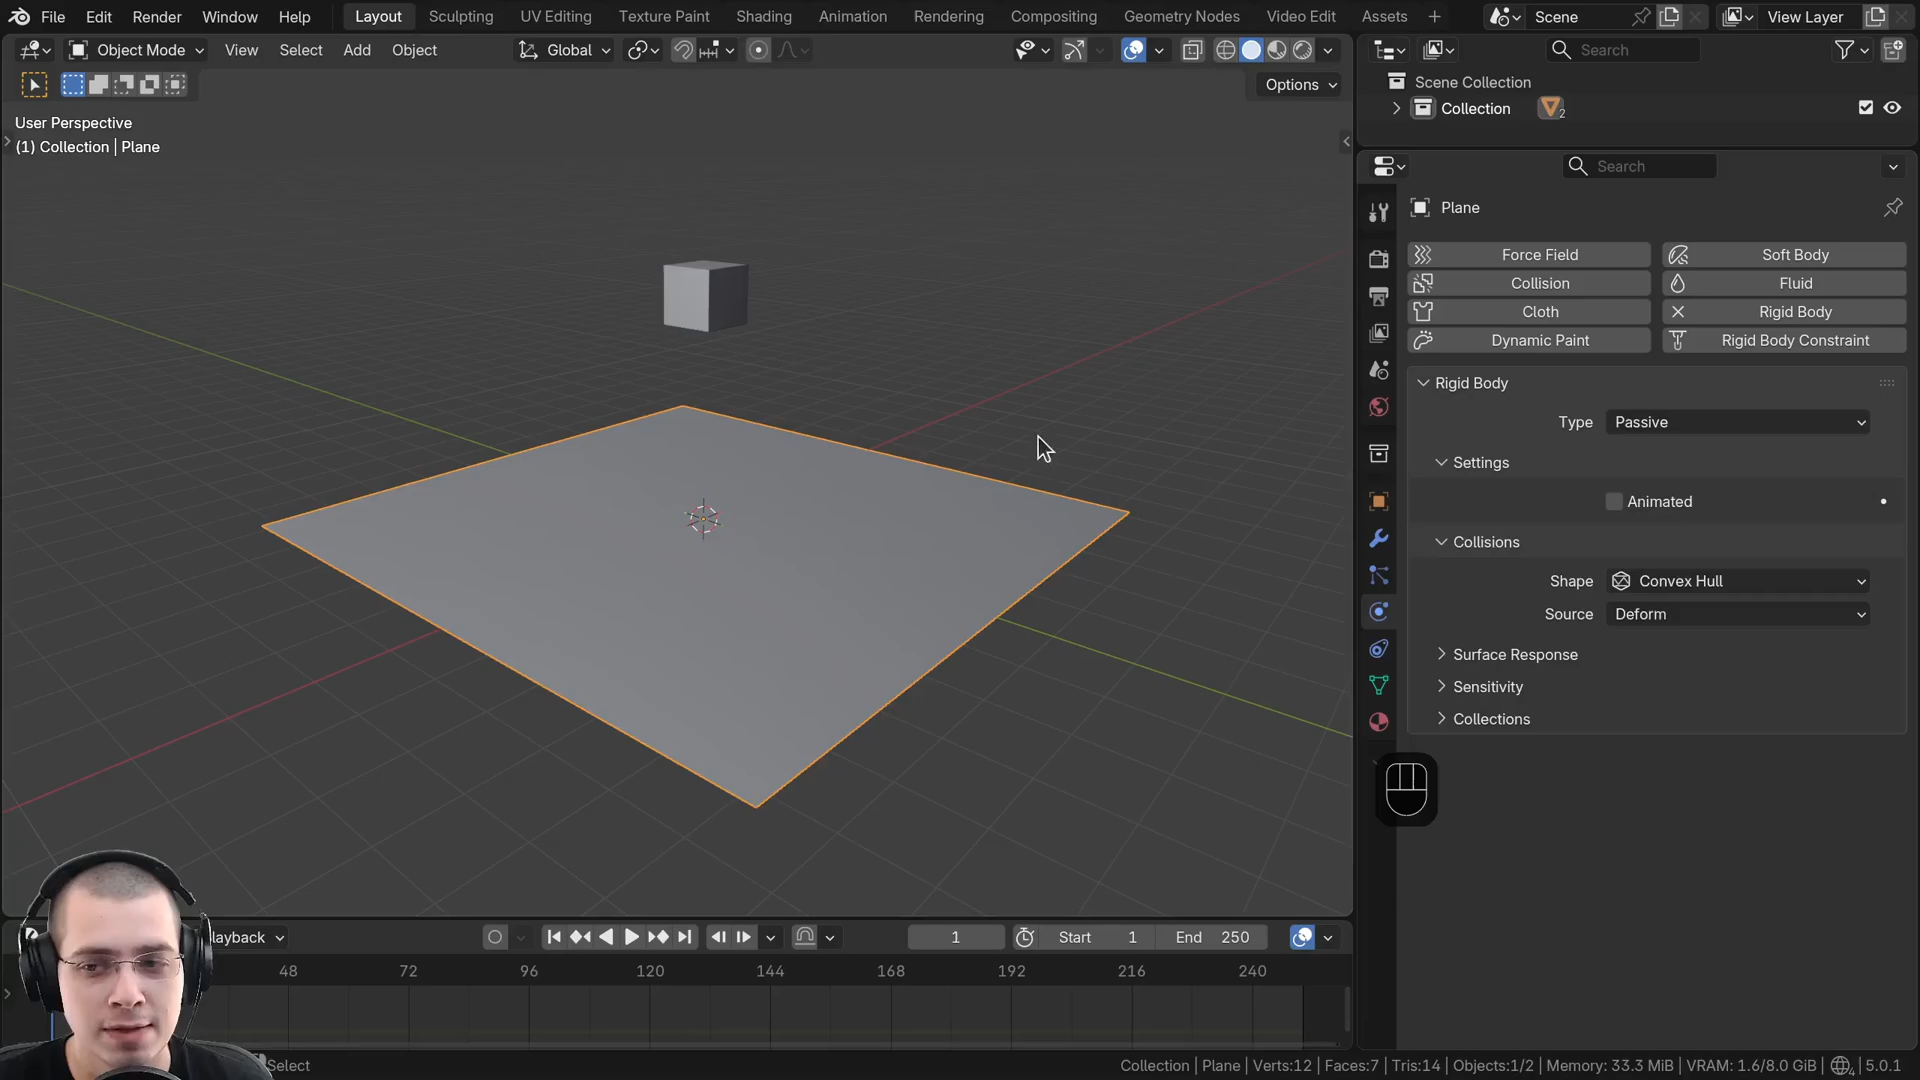 File Edit Render Window Help Layout Sculpting UV Editing Texture Paint Shading Animation Rendering Compositing Geometry Nodes Video Edit Assets + Scene View Layer
Object Mode View Select Add Object Global Search
Options
Scene Collection
Collection 2
User Perspective
(1) Collection | Plane
Search
Plane
Force Field Soft Body
Collision Fluid
Cloth Rigid Body
Dynamic Paint Rigid Body Constraint
Rigid Body
Type Passive
Settings
Animated
Collisions
Shape Convex Hull
Source Deform
Surface Response
Sensitivity
Collections
layback 1 Start 1 End 250
48 72 96 120 144 168 192 216 240
Select Collection | Plane | Verts:12 | Faces:7 | Tris:14 | Objects:1/2 | Memory: 33.3 MiB | VRAM: 1.6/8.0 GiB | 4 | 5.0.1